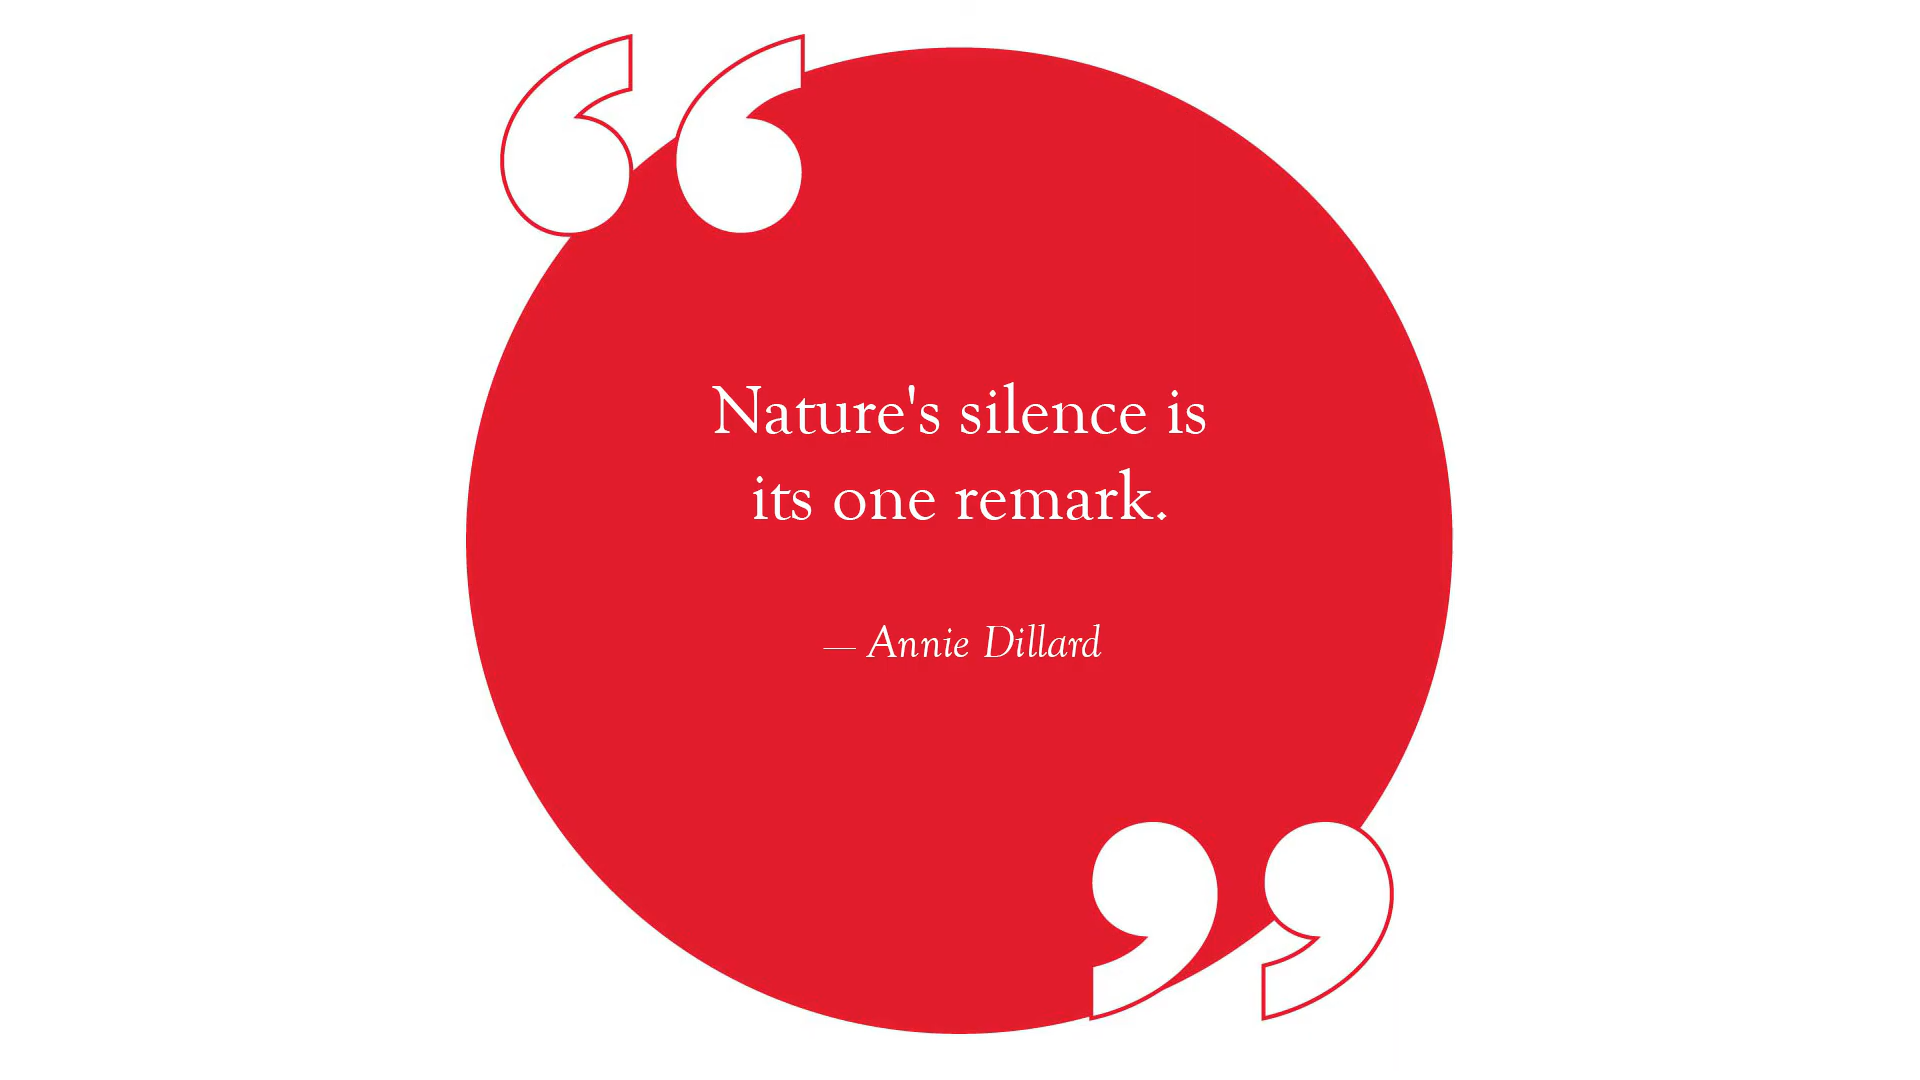 Nature's silence is
its one remark.
— Annie Dillard